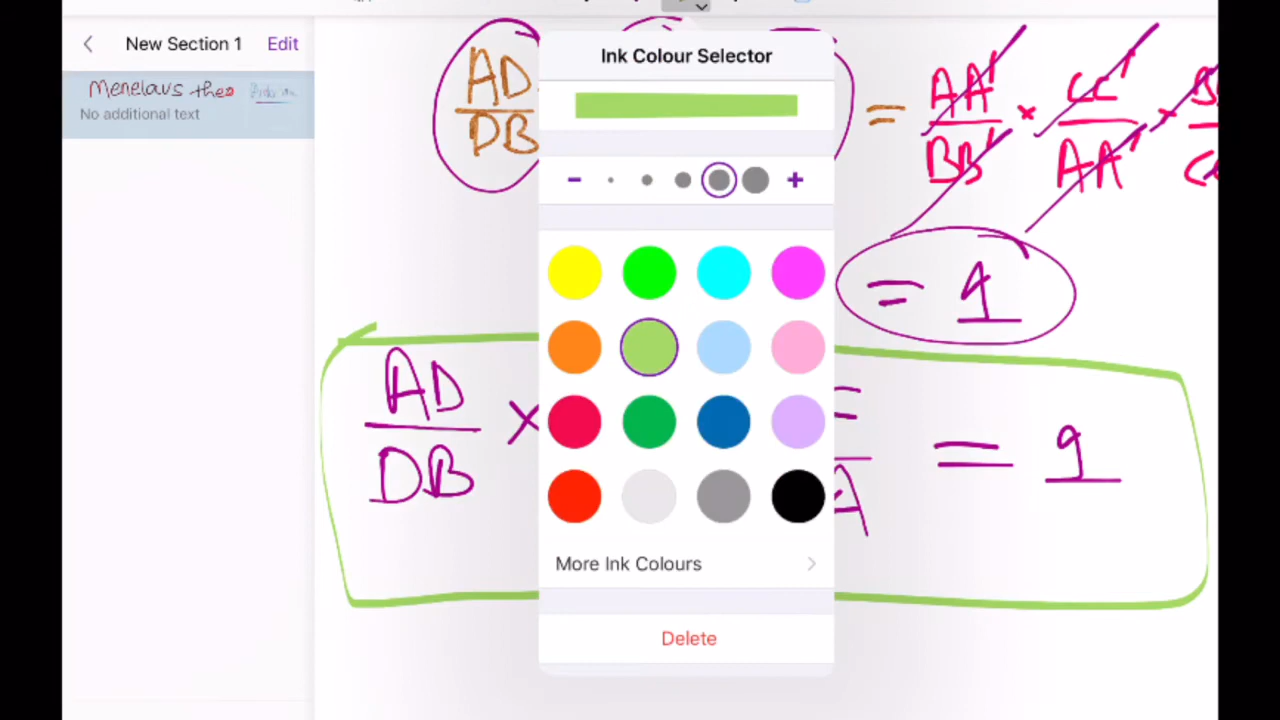 New Section 1 Edit
Menelaus theo
No additional text
Ink Colour Selector
- +
More Ink Colours
Delete
AD
DB
= AA' × CC' ×
BB' AA'
= 1
AD × = 1
DB A